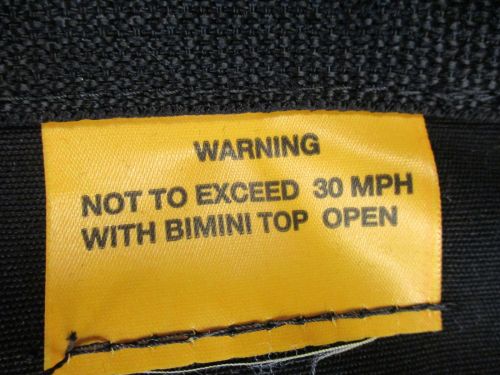 WARNING
NOT TO EXCEED 30 MPH
WITH BIMINI TOP OPEN